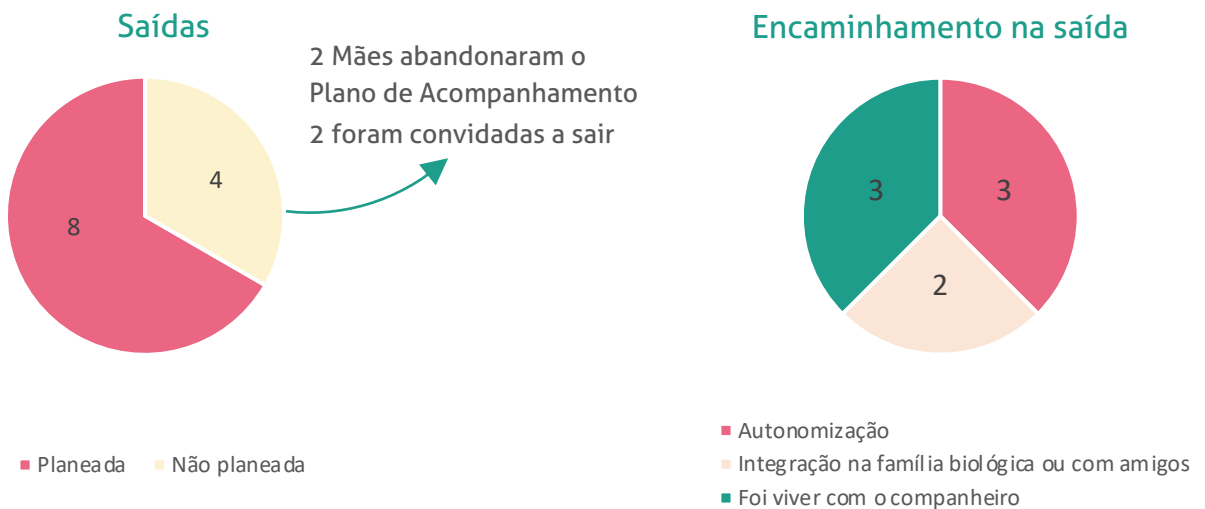 Saídas
2 Mães abandonaram o
Plano de Acompanhamento
2 foram convidadas a sair
4
8
Planeada
Não planeada
Encaminhamento na saída
3
3
2
Autonomização
Integração na família biológica ou com amigos
Foi viver com o companheiro